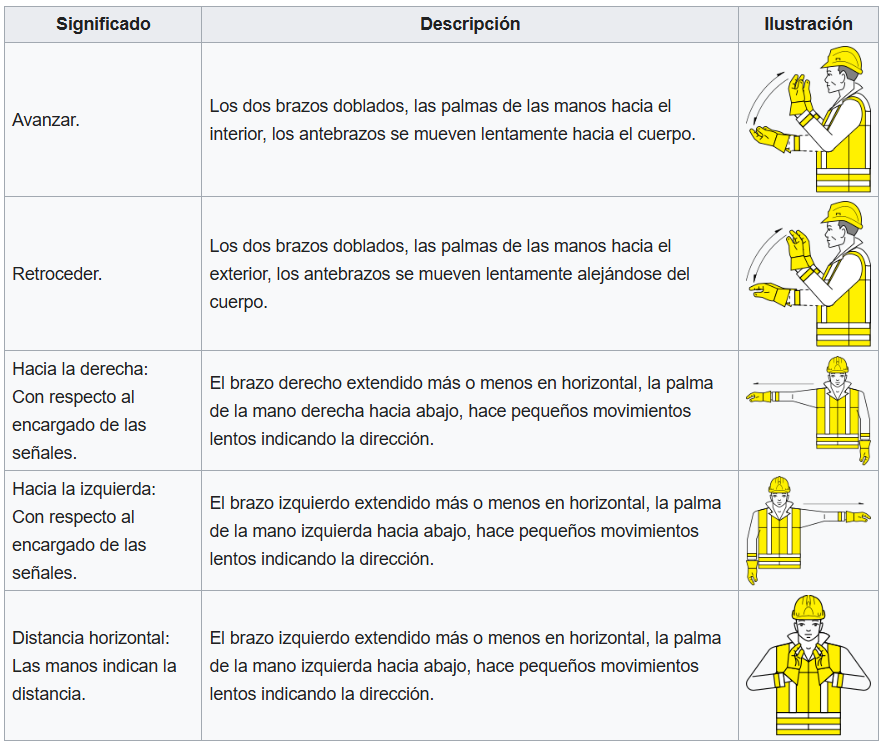 Significado
Descripción
Ilustración
Avanzar.
Los dos brazos doblados, las palmas de las manos hacia el
interior, los antebrazos se mueven lentamente hacia el cuerpo.
Retroceder.
Los dos brazos doblados, las palmas de las manos hacia el
exterior, los antebrazos se mueven lentamente alejándose del
cuerpo.
Hacia la derecha:
Con respecto al
encargado de las
señales.
El brazo derecho extendido más o menos en horizontal, la palma
de la mano derecha hacia abajo, hace pequeños movimientos
lentos indicando la dirección.
Hacia la izquierda:
Con respecto al
encargado de las
señales.
El brazo izquierdo extendido más o menos en horizontal, la palma
de la mano izquierda hacia abajo, hace pequeños movimientos
lentos indicando la dirección.
Distancia horizontal:
Las manos indican la
distancia.
El brazo izquierdo extendido más o menos en horizontal, la palma
de la mano izquierda hacia abajo, hace pequeños movimientos
lentos indicando la dirección.